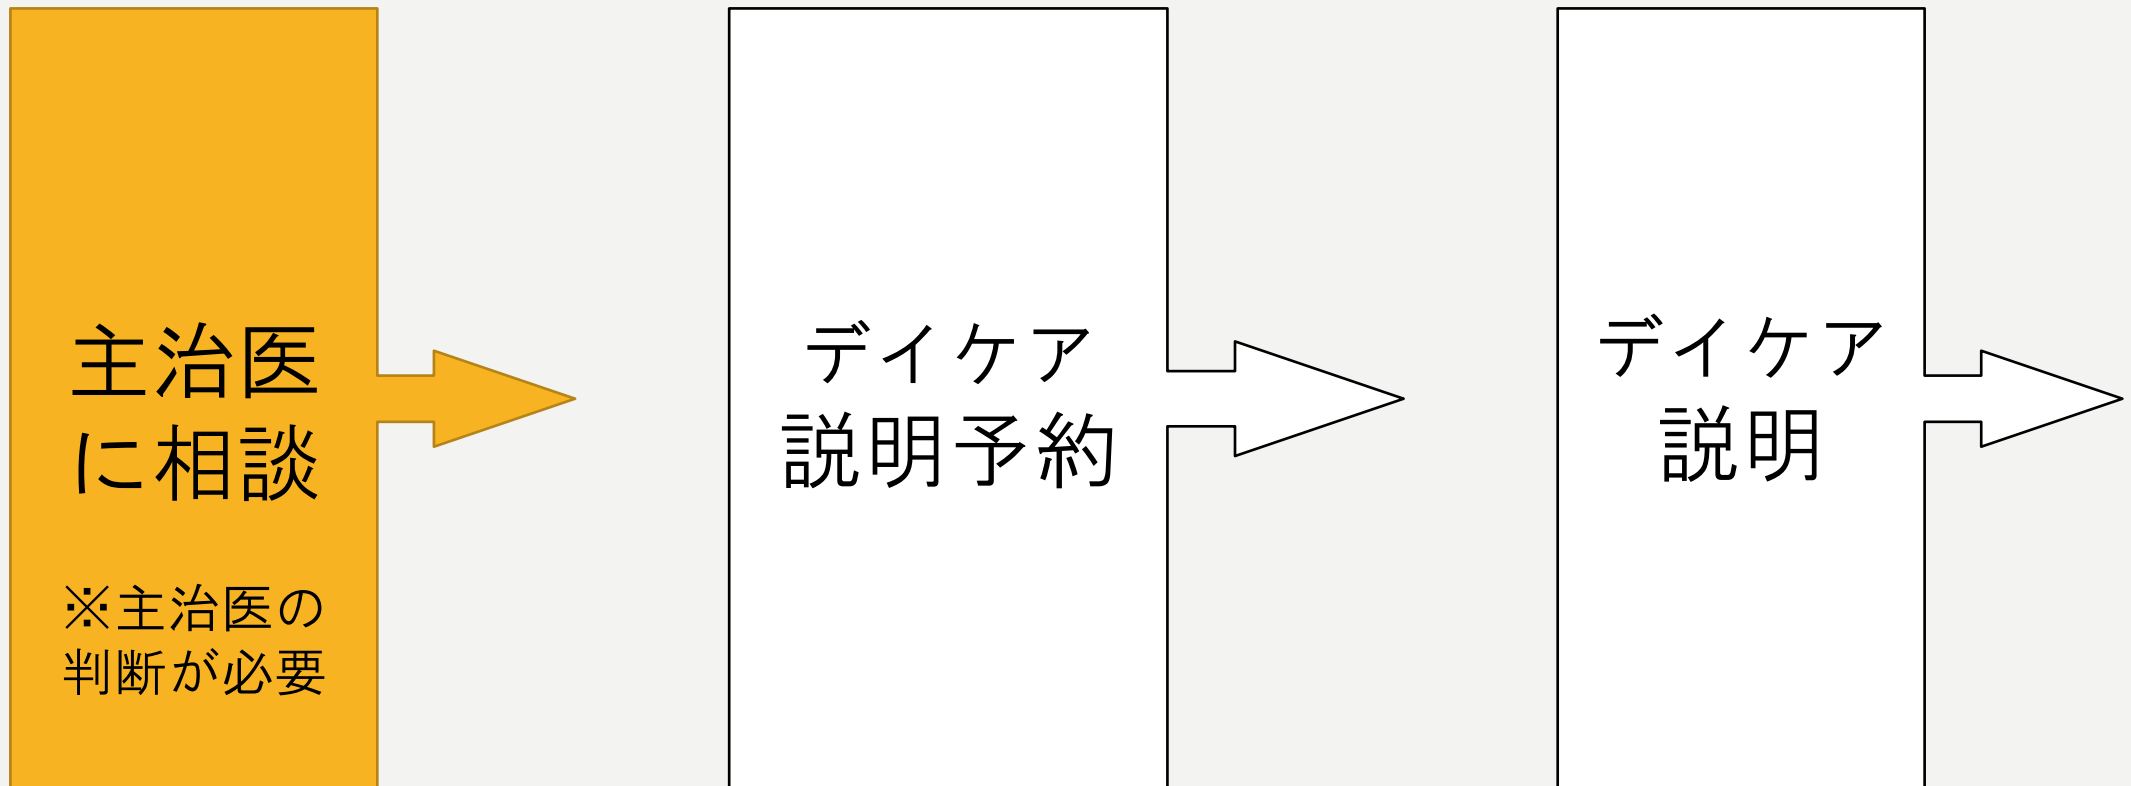 主治医
に相談
※主治医の
判断が必要
デイケア
説明予約
デイケア
説明